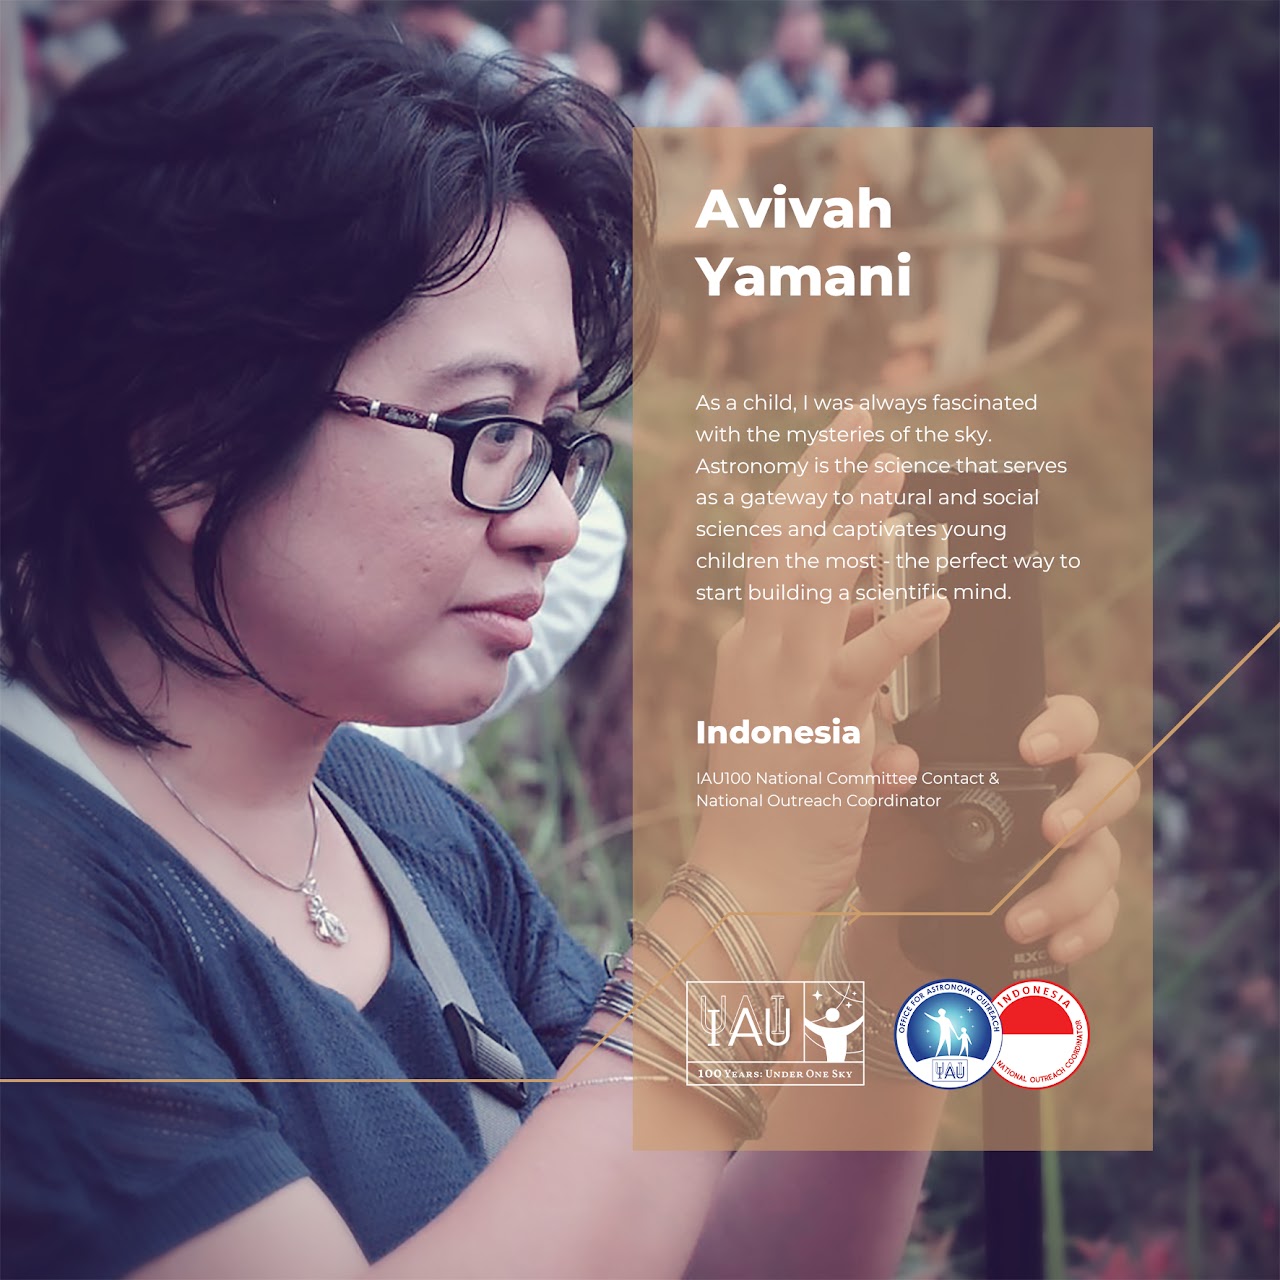 Avivah
Yamani
As a child, I was always fascinated
with the mysteries of the sky.
Astronomy is the science that serves
as a gateway to natural and social
sciences and captivates young
children the most - the perfect way to
start building a scientific mind.
Indonesia
IAU100 National Committee Contact &
National Outreach Coordinator
IAU
100 Years: Under One Sky
OFFICE FOR ASTRONOMY OUTREACH
IAU
INDONESIA
NATIONAL OUTREACH COORDINATOR